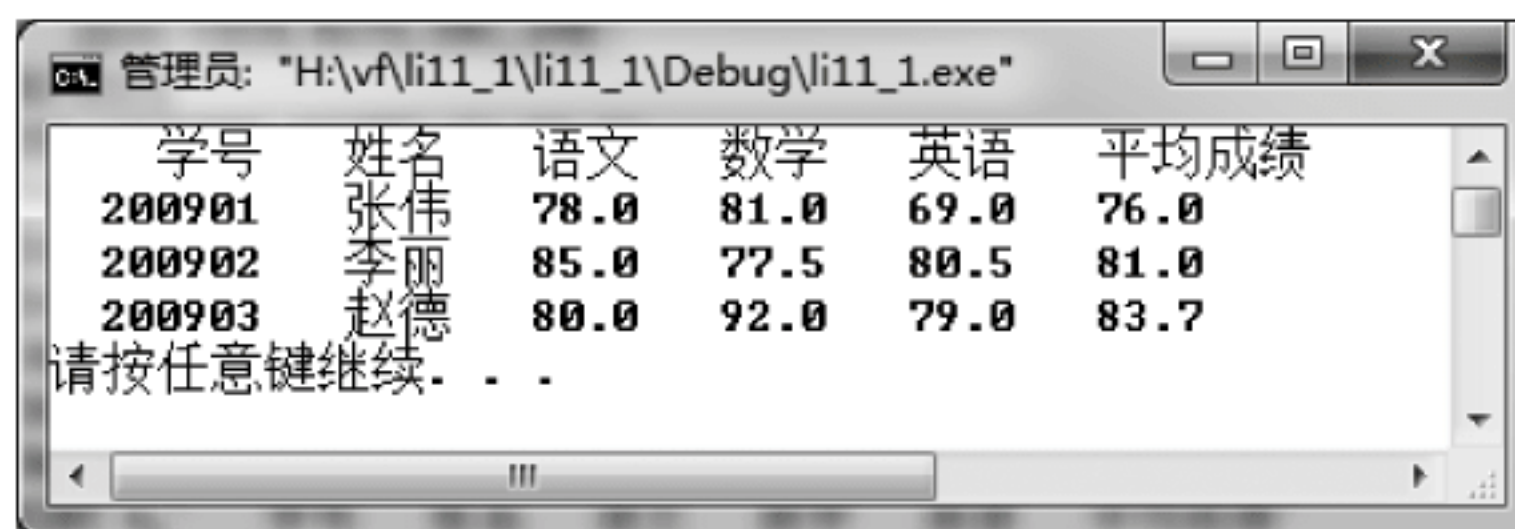 管理员: "H:\vf\li11_1\li11_1\Debug\li11_1.exe"
学号 姓名 语文 数学 英语 平均成绩
200901 张伟 78.0 81.0 69.0 76.0
200902 李丽 85.0 77.5 80.5 81.0
200903 赵德 80.0 92.0 79.0 83.7
请按任意键继续. . .